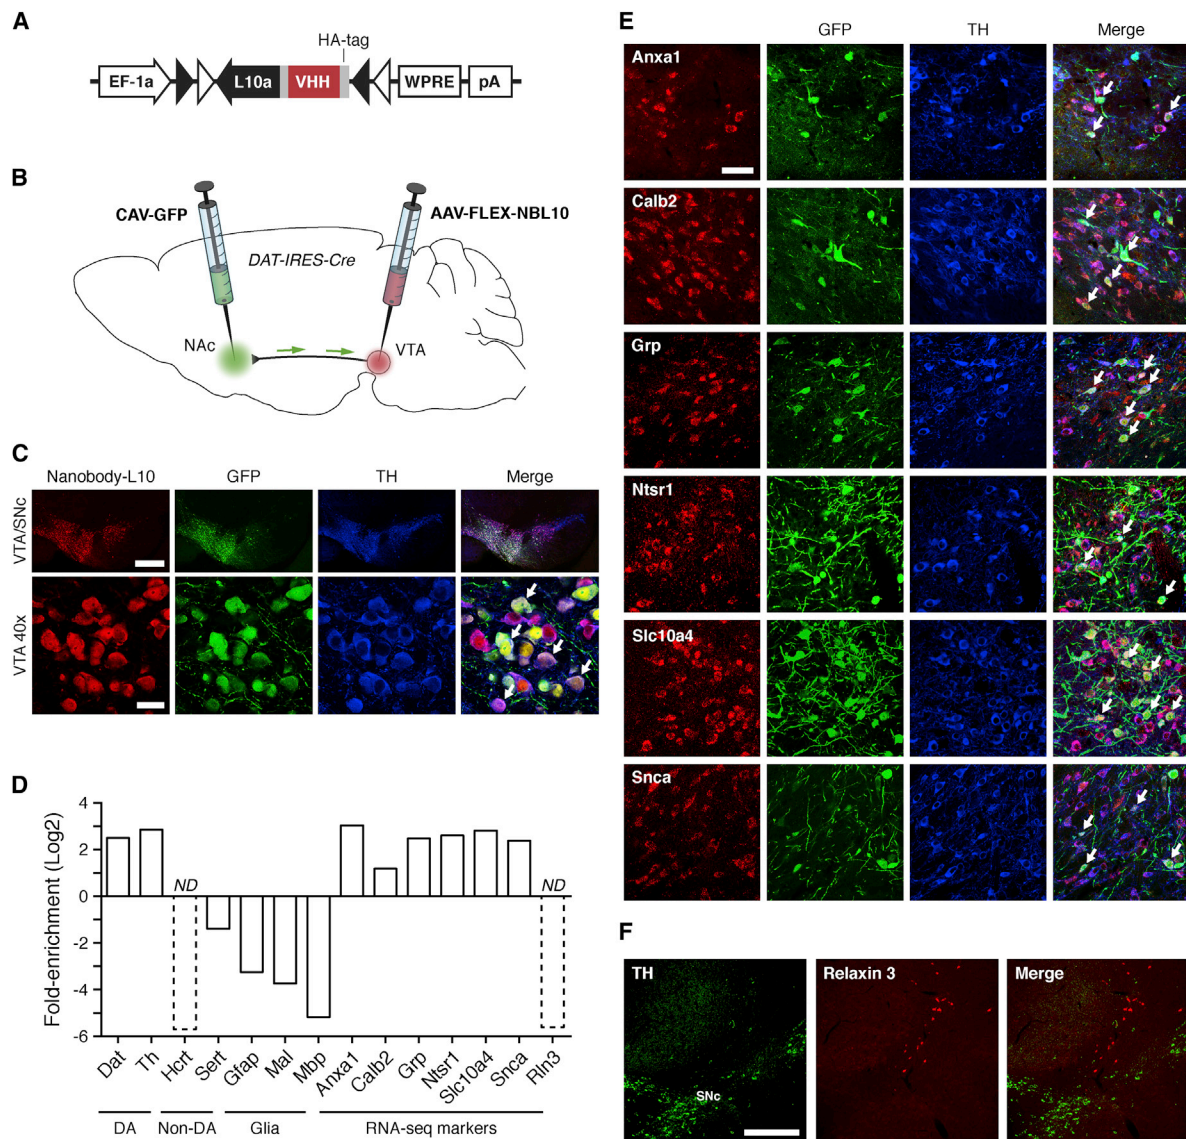 A
HA-tag
EF-1a
L10a
VHH
WPRE
pA
B
CAV-GFP
AAV-FLEX-NBL10
DAT-IRES-Cre
NAc
VTA
C
Nanobody-L10 GFP TH Merge
VTA/SNc
VTA 40x
D
Fold-enrichment (Log2)
4
2
0
-2
-4
-6
ND
ND
Dat Th Hcrt Sert Gfap Mal Mbp Anxa1 Calb2 Grp Ntsr1 Slc10a4 Snca Rln3
DA Non-DA Glia RNA-seq markers
E
GFP TH Merge
Anxa1
Calb2
Grp
Ntsr1
Slc10a4
Snca
F
TH Relaxin 3 Merge
SNc